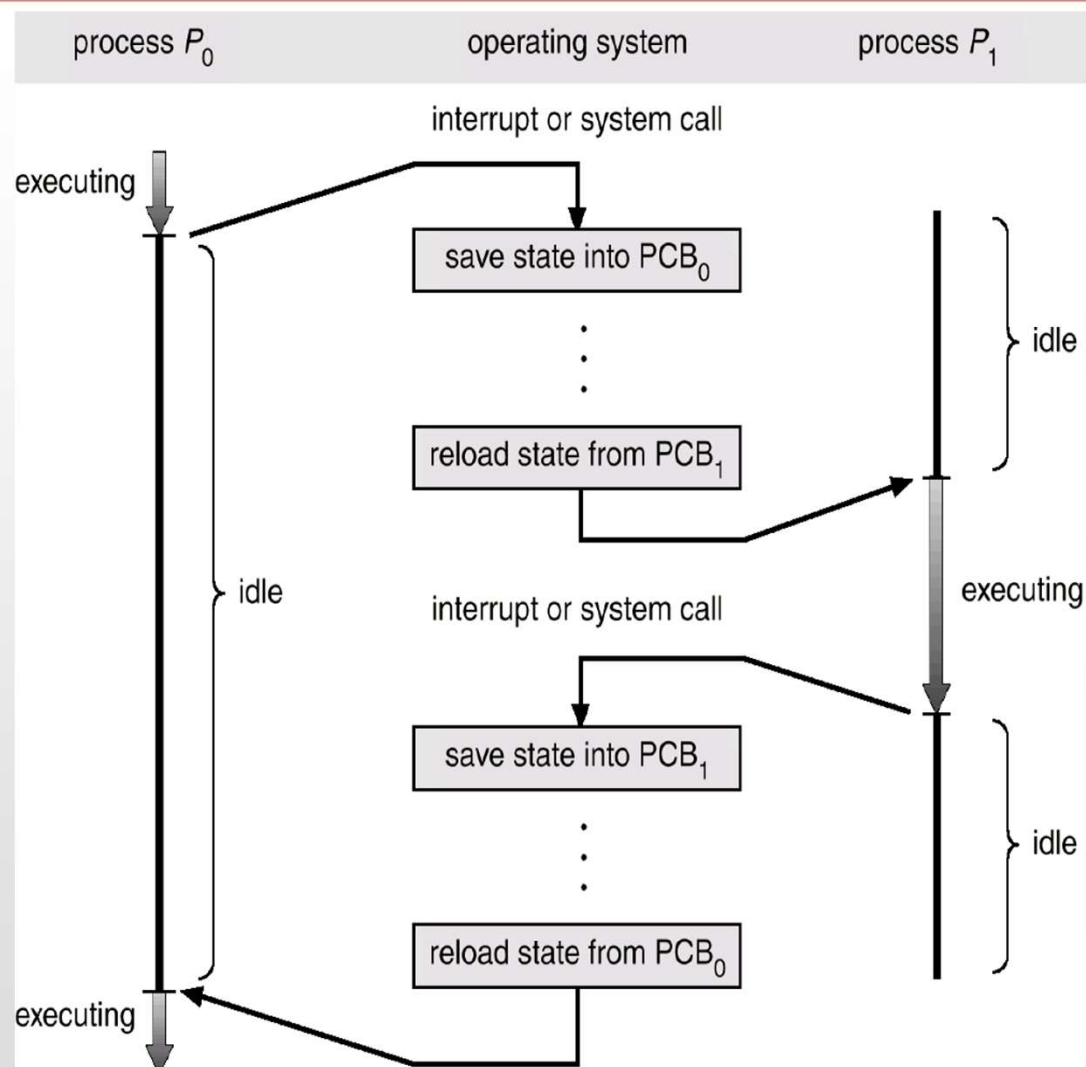 process P₀
operating system
process P₁
interrupt or system call
executing
save state into PCB₀
idle
reload state from PCB₁
idle
interrupt or system call
executing
save state into PCB₁
idle
reload state from PCB₀
executing